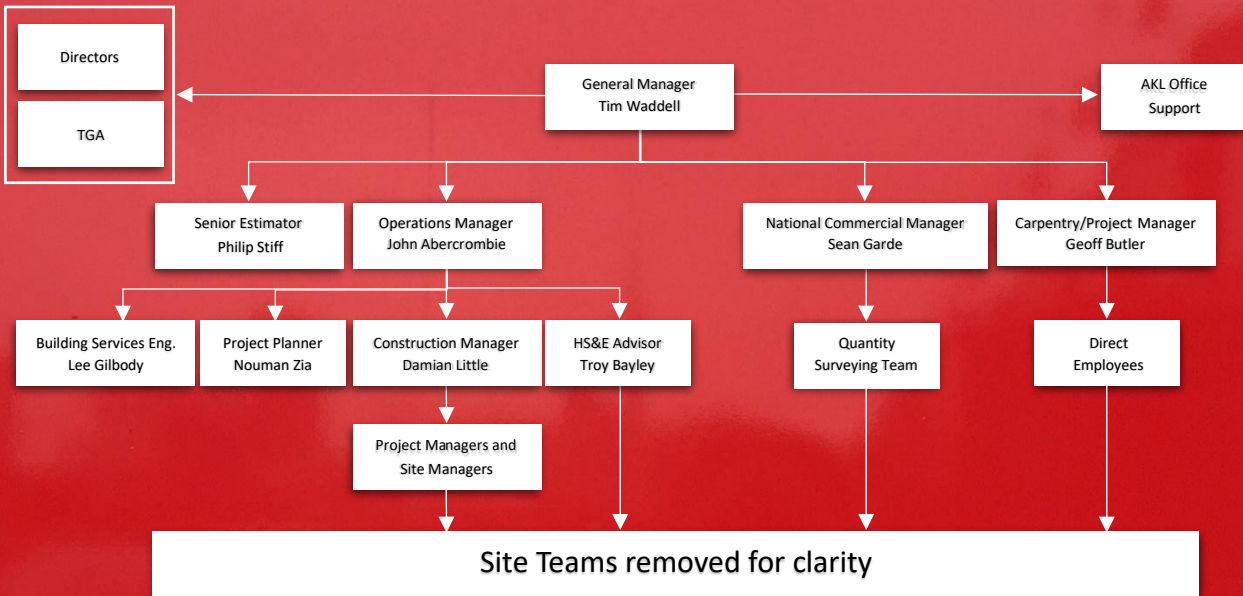 Directors
TGA
General Manager
Tim Waddell
AKL Office
Support
Senior Estimator
Philip Stiff
Operations Manager
John Abercrombie
National Commercial Manager
Sean Garde
Carpentry/Project Manager
Geoff Butler
Building Services Eng.
Lee Gilbody
Project Planner
Nouman Zia
Construction Manager
Damian Little
HS&E Advisor
Troy Bayley
Quantity
Surveying Team
Direct
Employees
Project Managers and
Site Managers
Site Teams removed for clarity